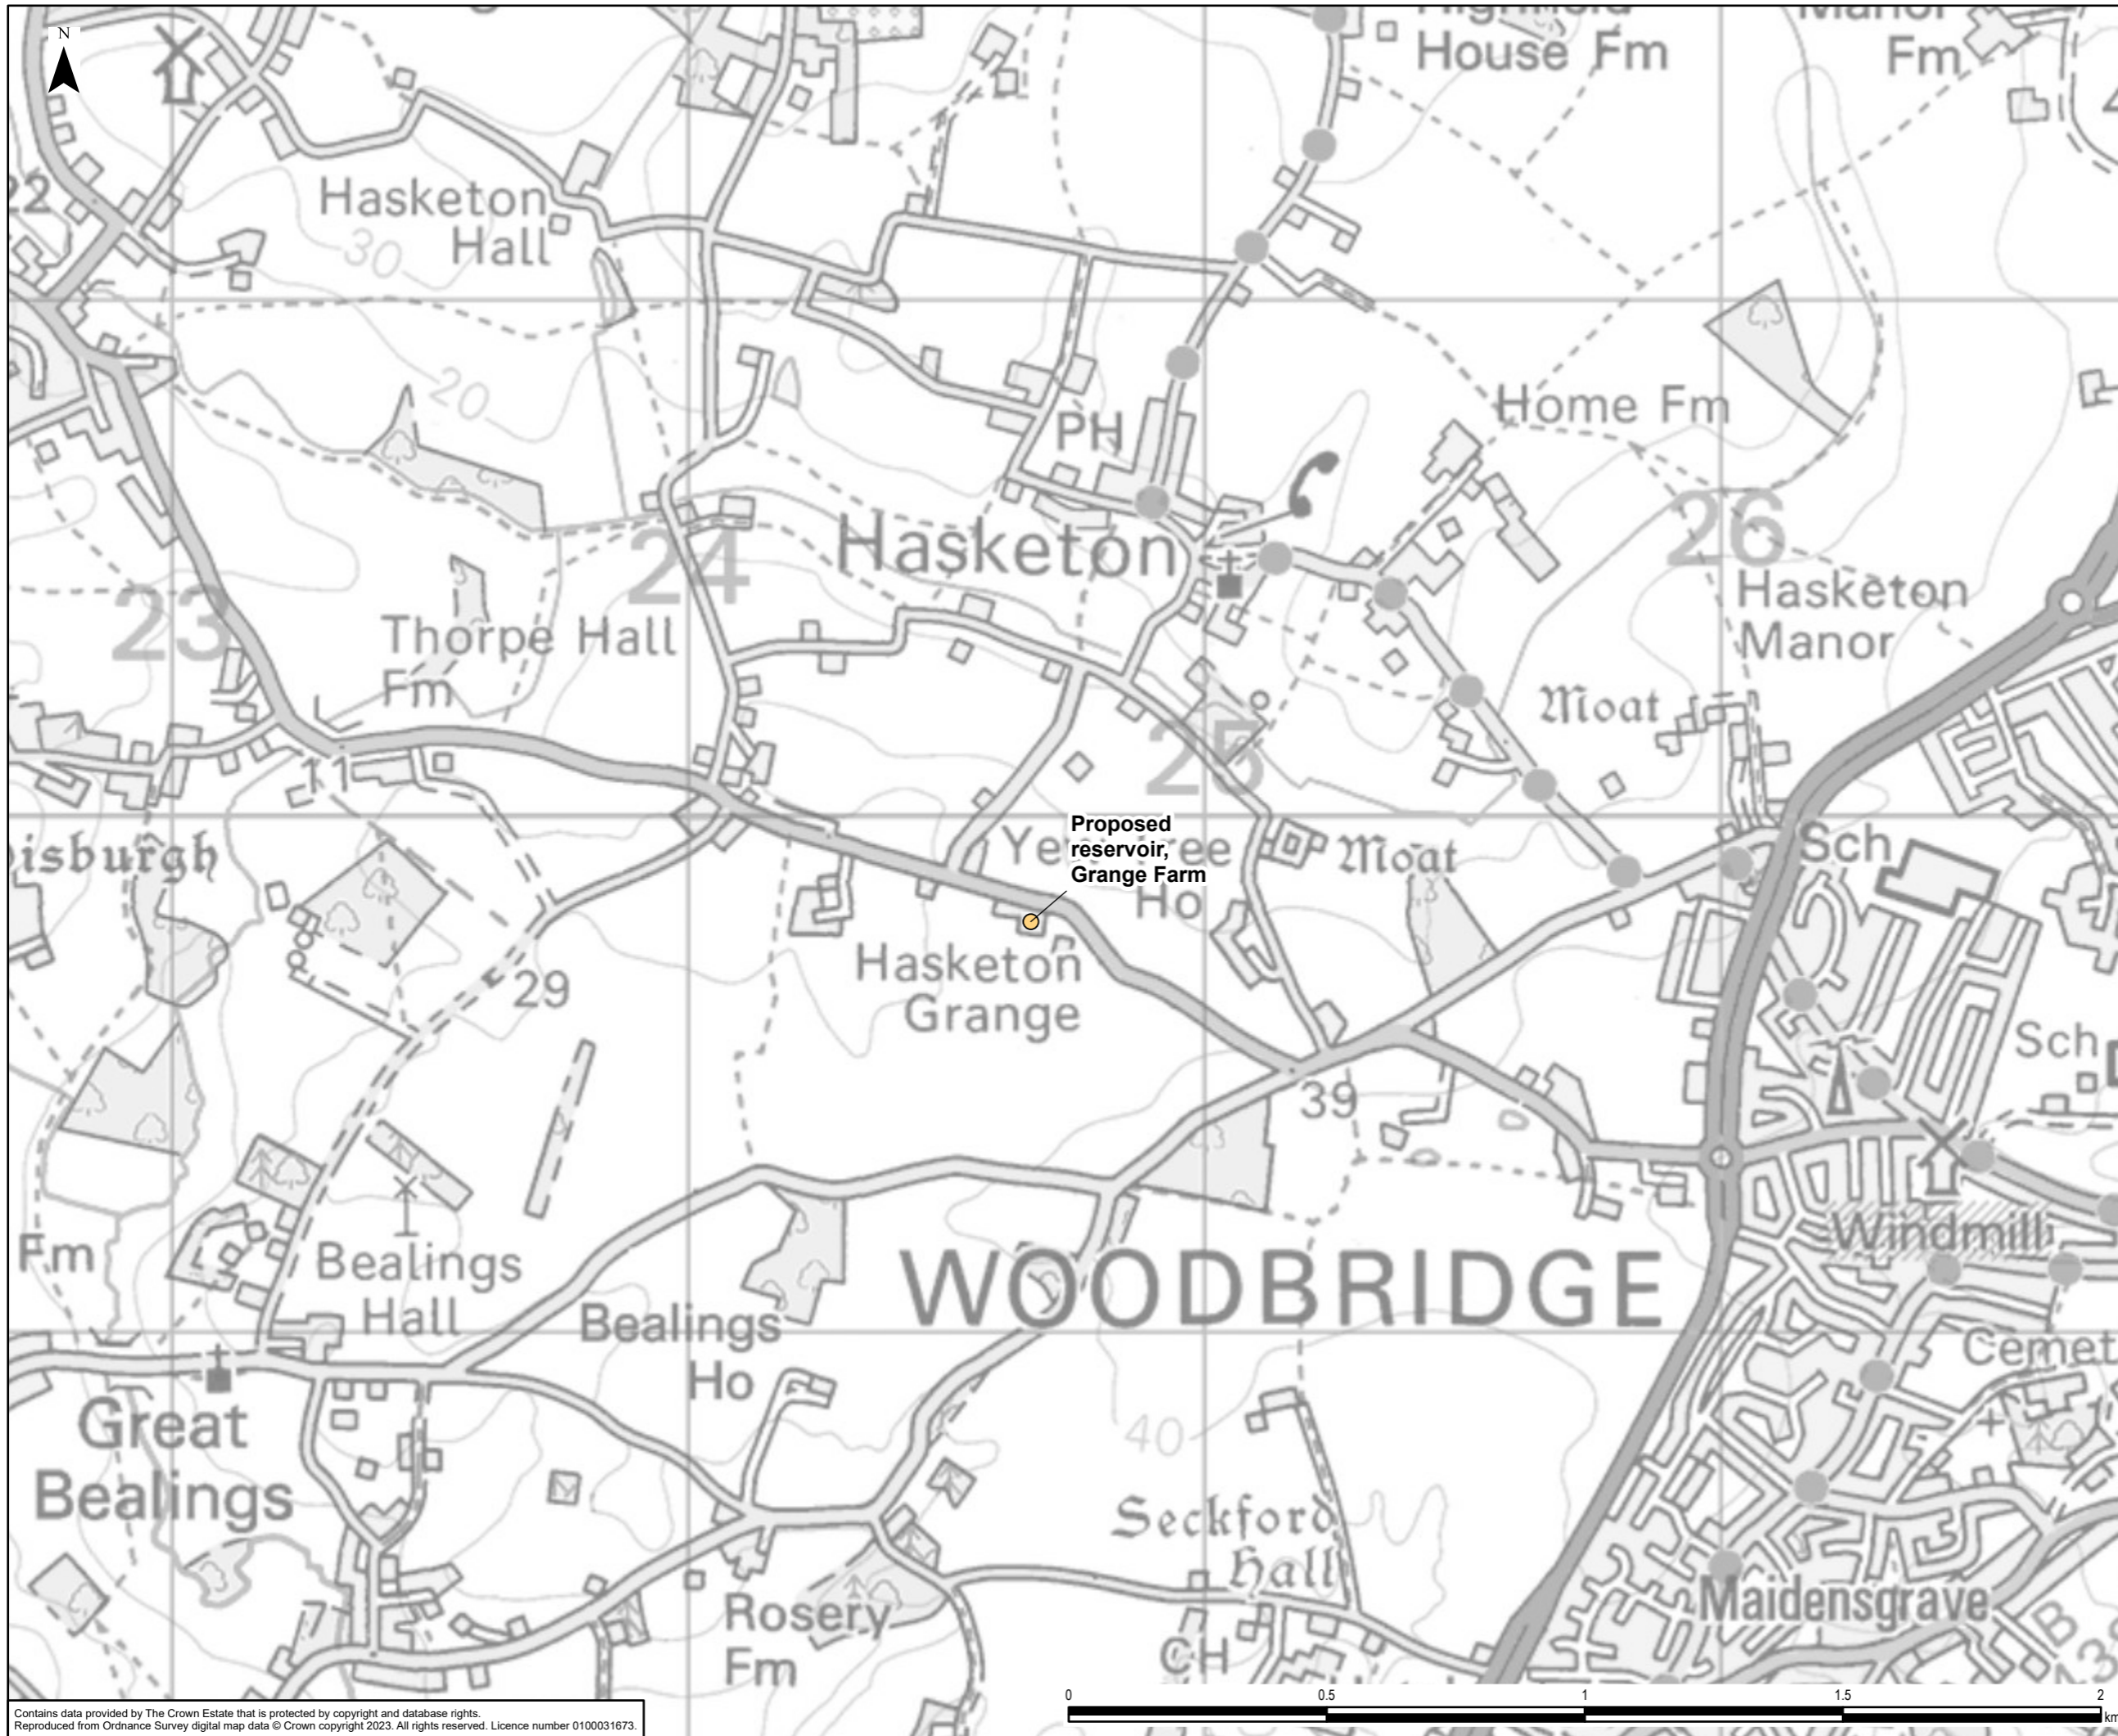 N
House Fm
Fm
22
Hasketon
Hall
30
20
Home Fm
PH
26
Hasketon
24
Hasketon
Manor
23
Thorpe Hall
Fm
Moat
25
11
Proposed
reservoir,
Grange Farm
Ho
Moat
Sch
isburgh
29
Hasketon
Grange
Sch
39
Windmill
Fm
Bealings
Hall
WOODBRIDGE
Bealings
Ho
Cemet
Great
Bealings
40
Seckford
Hall
Maidensgrave
7
Rosery
Fm
CH
0
0.5
1
1.5
2
km
Contains data provided by The Crown Estate that is protected by copyright and database rights.
Reproduced from Ordnance Survey digital map data © Crown copyright 2023. All rights reserved. Licence number 0100031673.